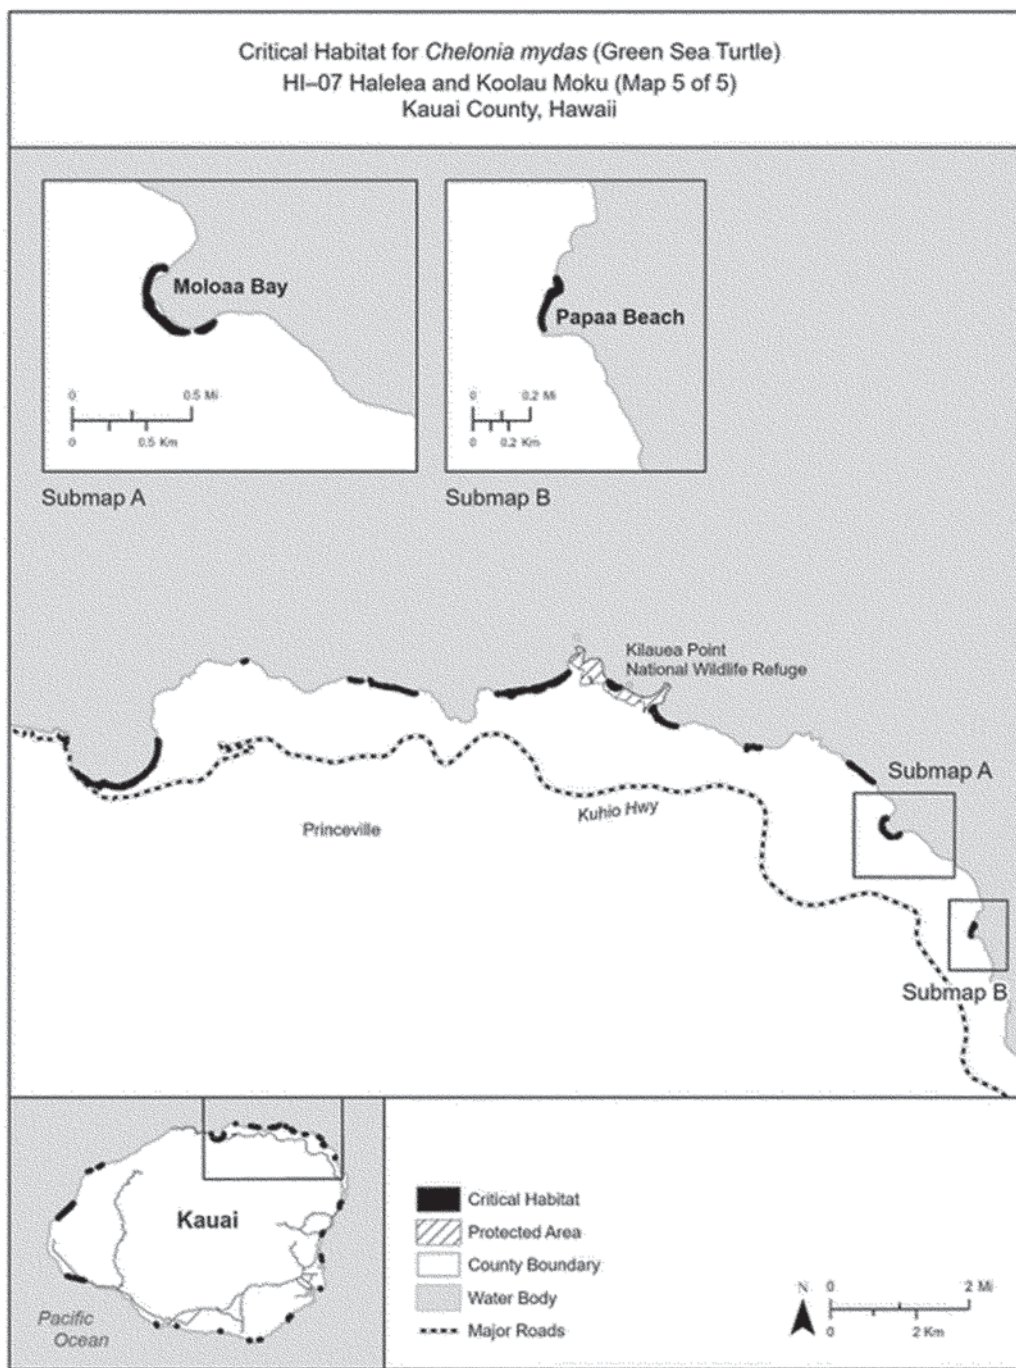 Critical Habitat for Chelonia mydas (Green Sea Turtle)
HI–07 Halelea and Koolau Moku (Map 5 of 5)
Kauai County, Hawaii
Moloaa Bay
0 0.5 Mi
0 0.5 Km
Submap A
Papaa Beach
0 0.2 Mi
0 0.2 Km
Submap B
Kilauea Point
National Wildlife Refuge
Submap A
Kuhio Hwy
Princeville
Submap B
Kauai
Pacific
Ocean
Critical Habitat
Protected Area
County Boundary
Water Body
Major Roads
N
0 2 Mi
0 2 Km